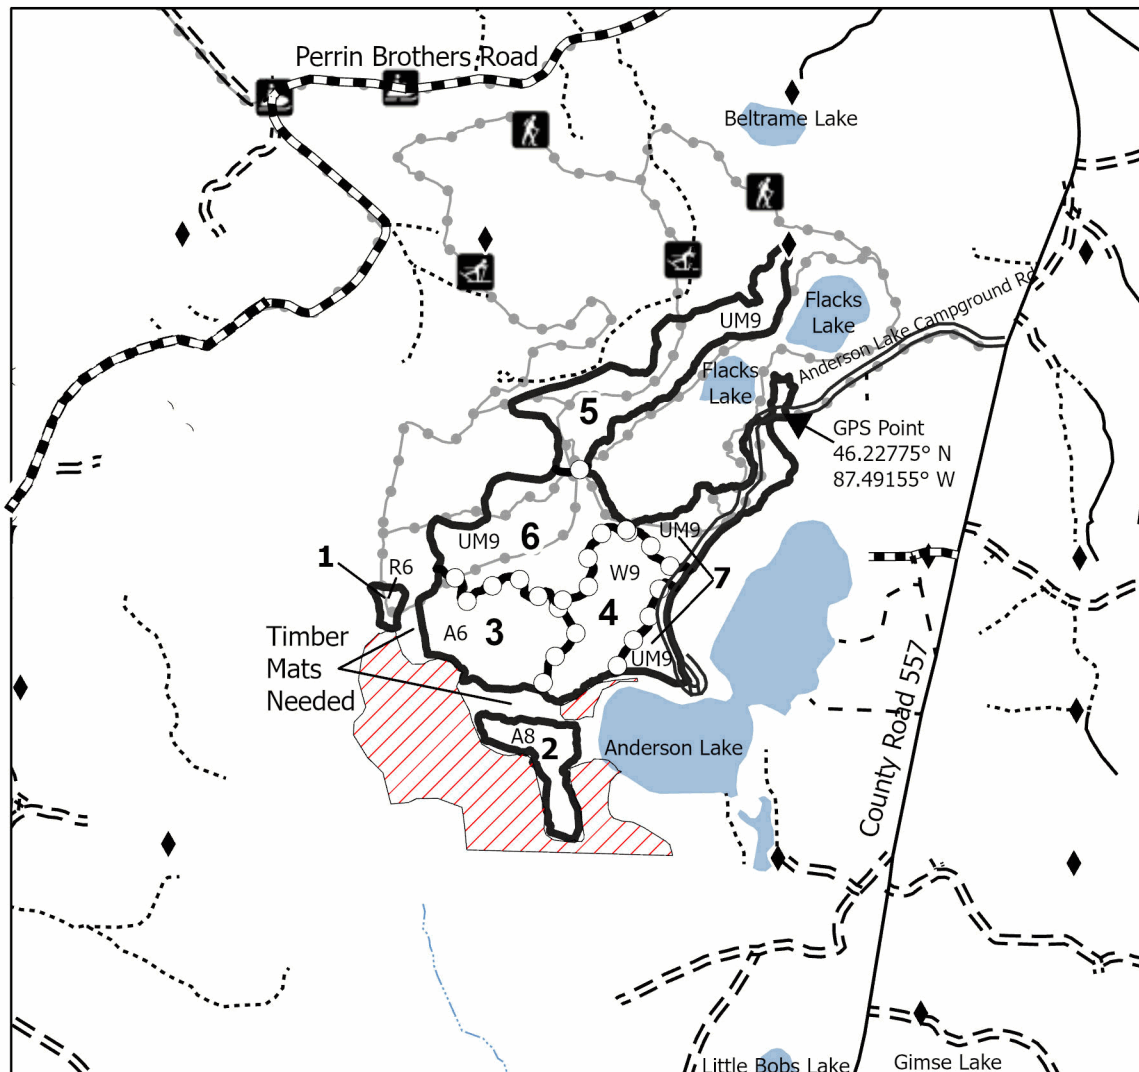 Perrin Brothers Road
Beltrame Lake
Flacks
Lake
Anderson Lake Campground Rd
UM9
Flacks
Lake
5
GPS Point
46.22775° N
87.49155° W
UM9
6
UM9
1
R6
W9
7
4
A6
3
Timber
Mats
Needed
UM9
A8
2
Anderson Lake
County Road 557
Little Bobs Lake
Gimse Lake